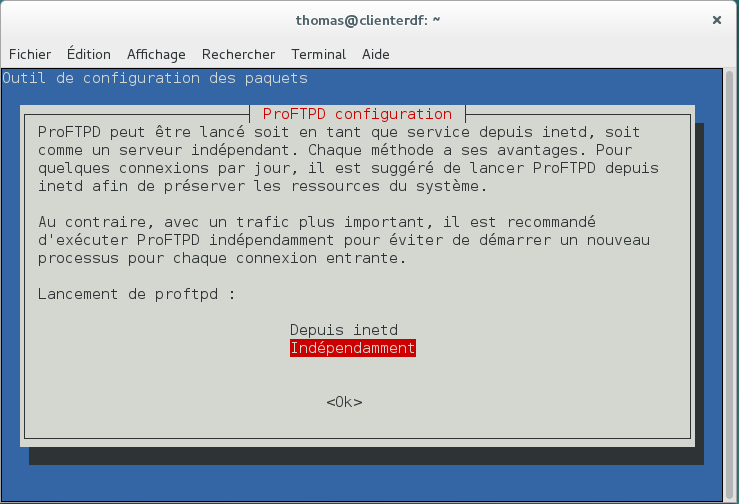 thomas@clienterdf: ~
×
Fichier Édition Affichage Rechercher Terminal Aide
Outil de configuration des paquets
ProFTPD configuration
ProFTPD peut être lancé soit en tant que service depuis inetd, soit
comme un serveur indépendant. Chaque méthode a ses avantages. Pour
quelques connexions par jour, il est suggéré de lancer ProFTPD depuis
inetd afin de préserver les ressources du système.
Au contraire, avec un trafic plus important, il est recommandé
d'exécuter ProFTPD indépendamment pour éviter de démarrer un nouveau
processus pour chaque connexion entrante.
Lancement de proftpd :
Depuis inetd
Indépendamment
<Ok>